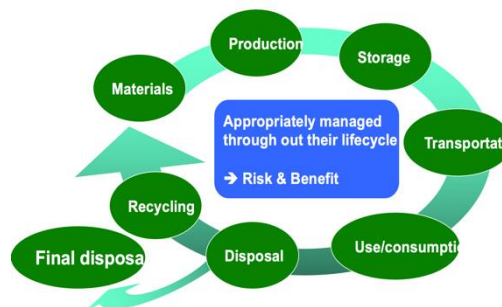 Production
Storage
Materials
Appropriately managed
through out their lifecycle
➔ Risk & Benefit
Transportat
Recycling
Use/consumptio
Disposal
Final disposa